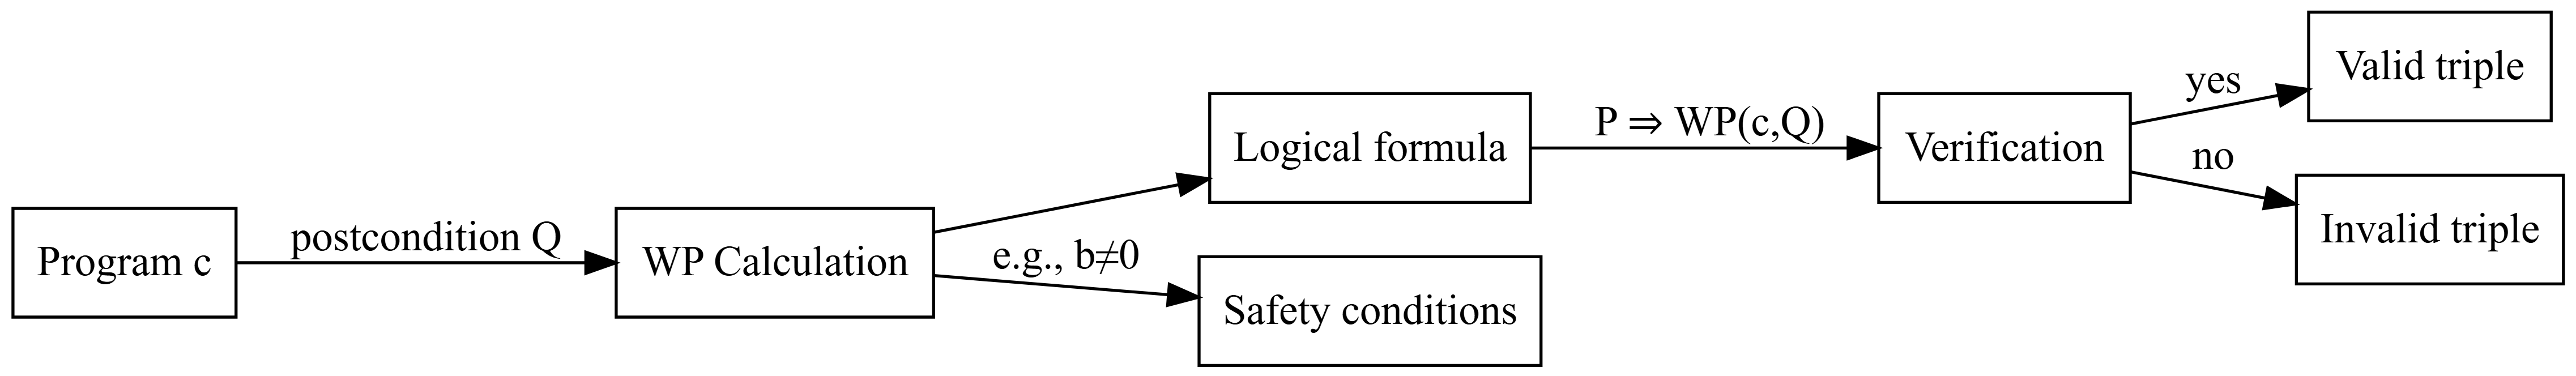 Program c
postcondition Q
WP Calculation
Logical formula
e.g., b≠0
Safety conditions
P ⇒ WP(c,Q)
Verification
yes
Valid triple
no
Invalid triple